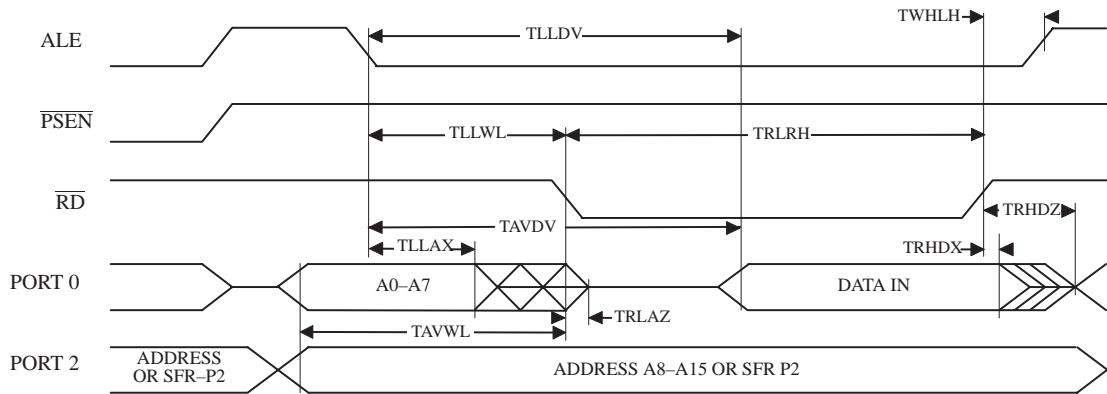 TWHLH
ALE
TLLDV
PSEN
TLLWL
TRLRH
RD
TRHDZ
TAVDV
TLLAX
TRHDX
PORT 0
A0–A7
DATA IN
TRLAZ
TAVWL
PORT 2
ADDRESS
OR SFR–P2
ADDRESS A8–A15 OR SFR P2